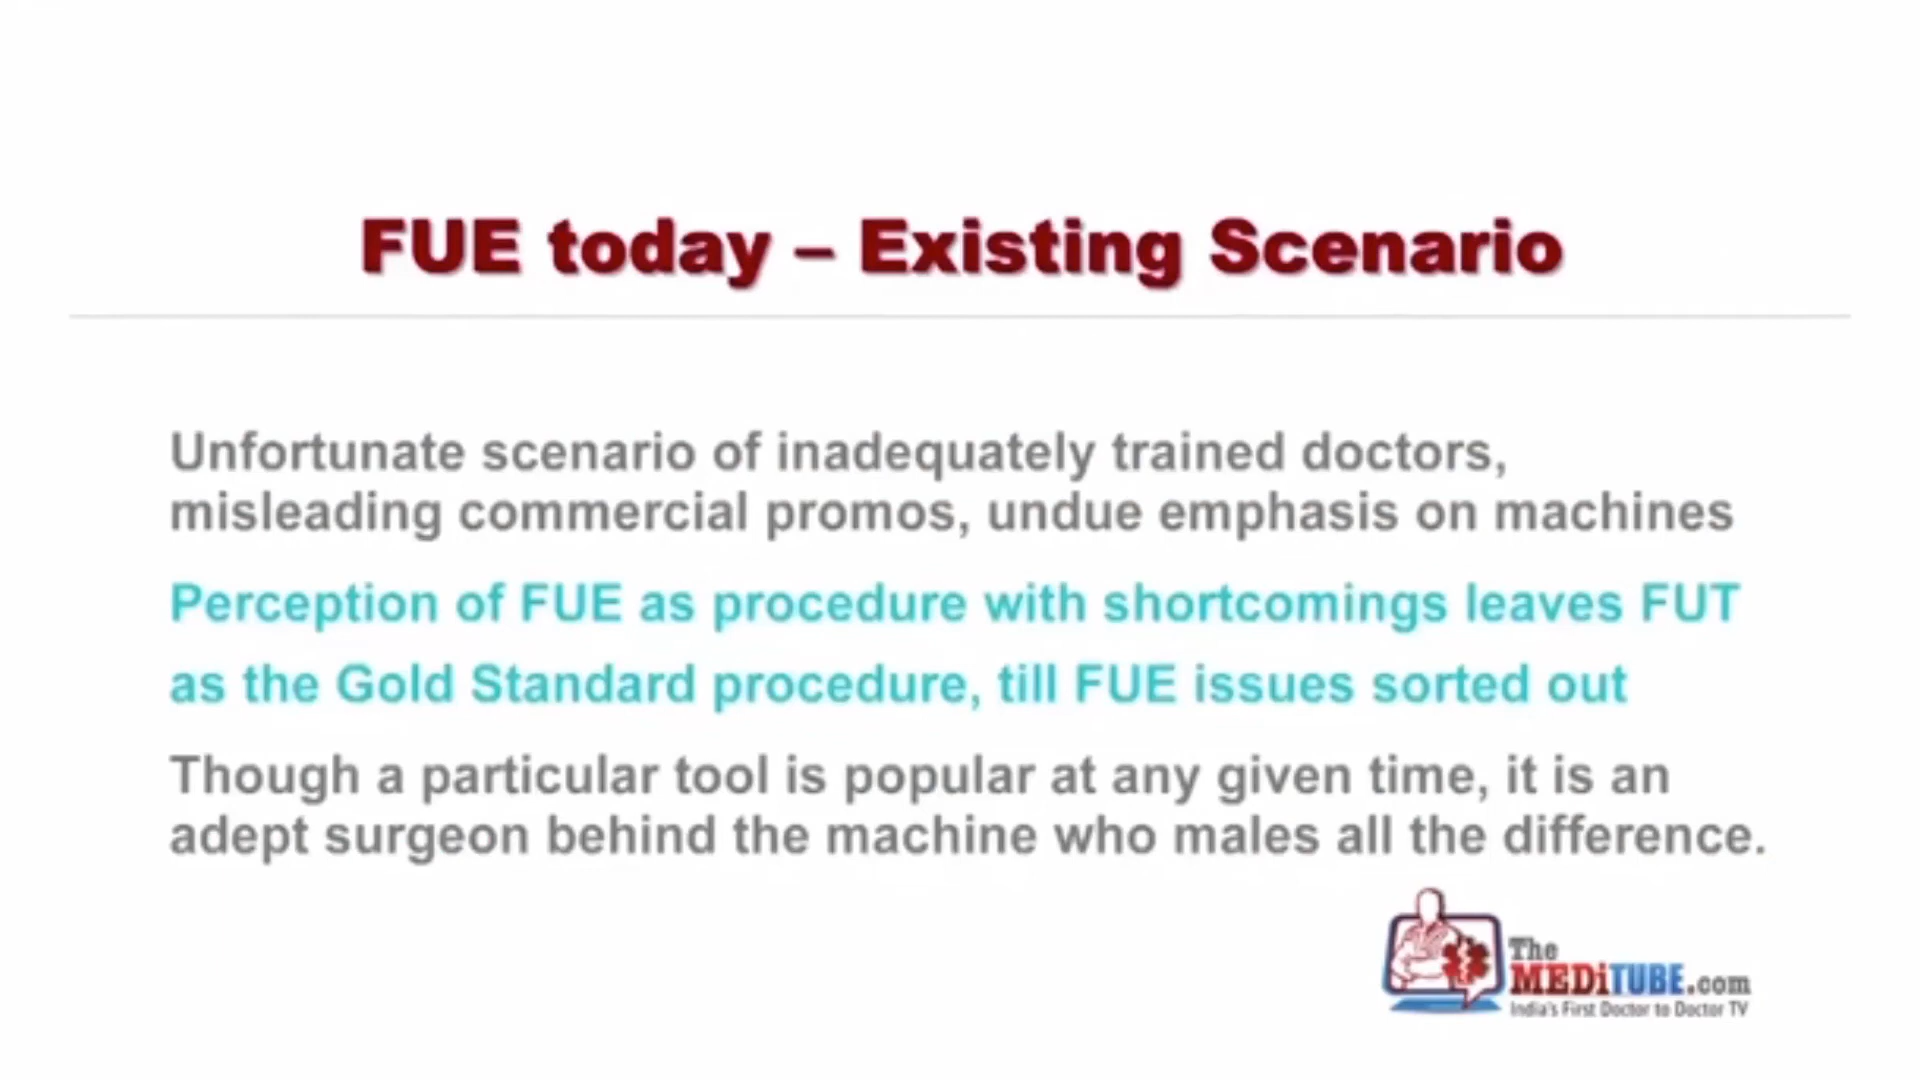 FUE today – Existing Scenario
Unfortunate scenario of inadequately trained doctors,
misleading commercial promos, undue emphasis on machines
Perception of FUE as procedure with shortcomings leaves FUT
as the Gold Standard procedure, till FUE issues sorted out
Though a particular tool is popular at any given time, it is an
adept surgeon behind the machine who males all the difference.
The
MEDiTUBE.com
India's First Doctor to Doctor TV